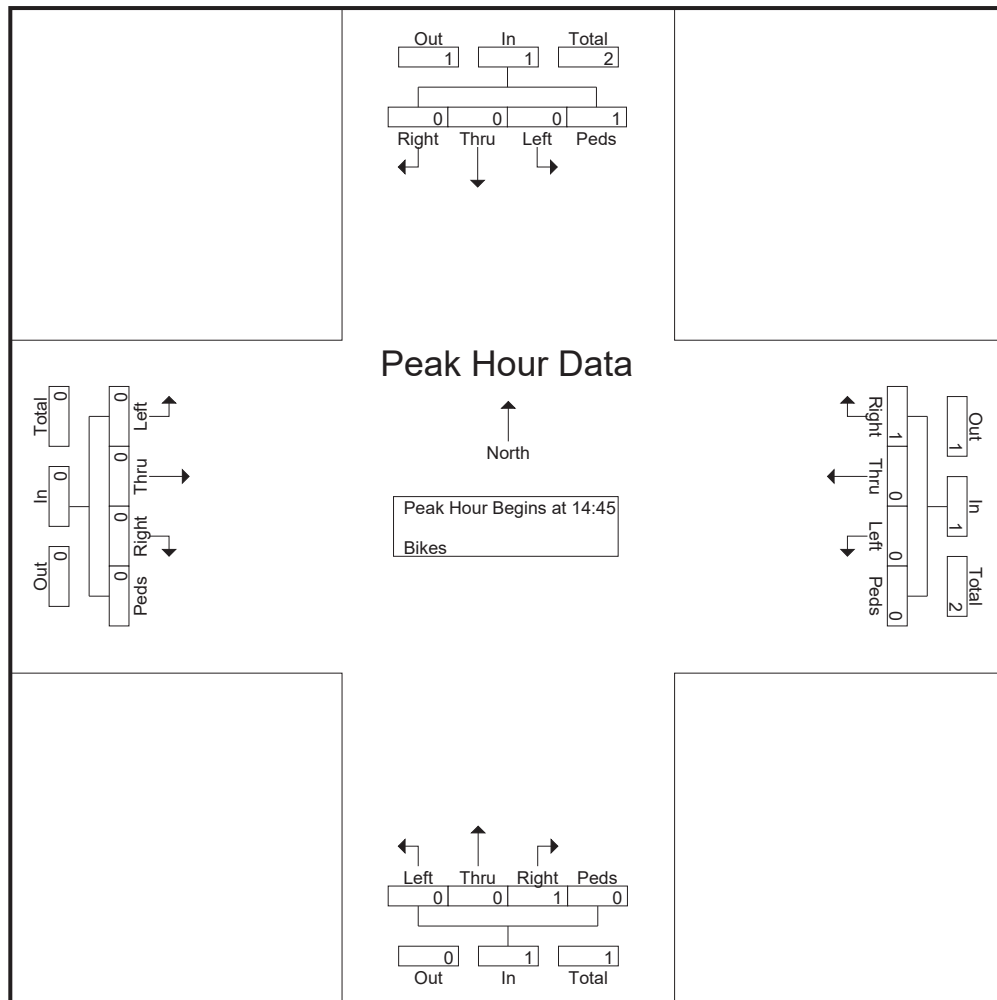 Out In Total
1 1 2
0 0 0 1
Right Thru Left Peds
Peak Hour Data
North
Peak Hour Begins at 14:45
Bikes
Total In Out
0 0 0
0 0 0 0
Left Thru Right Peds
Right Thru Left Peds
1 0 0 0
Out In Total
1 1 2
Left Thru Right Peds
0 0 1 0
0 1 1
Out In Total